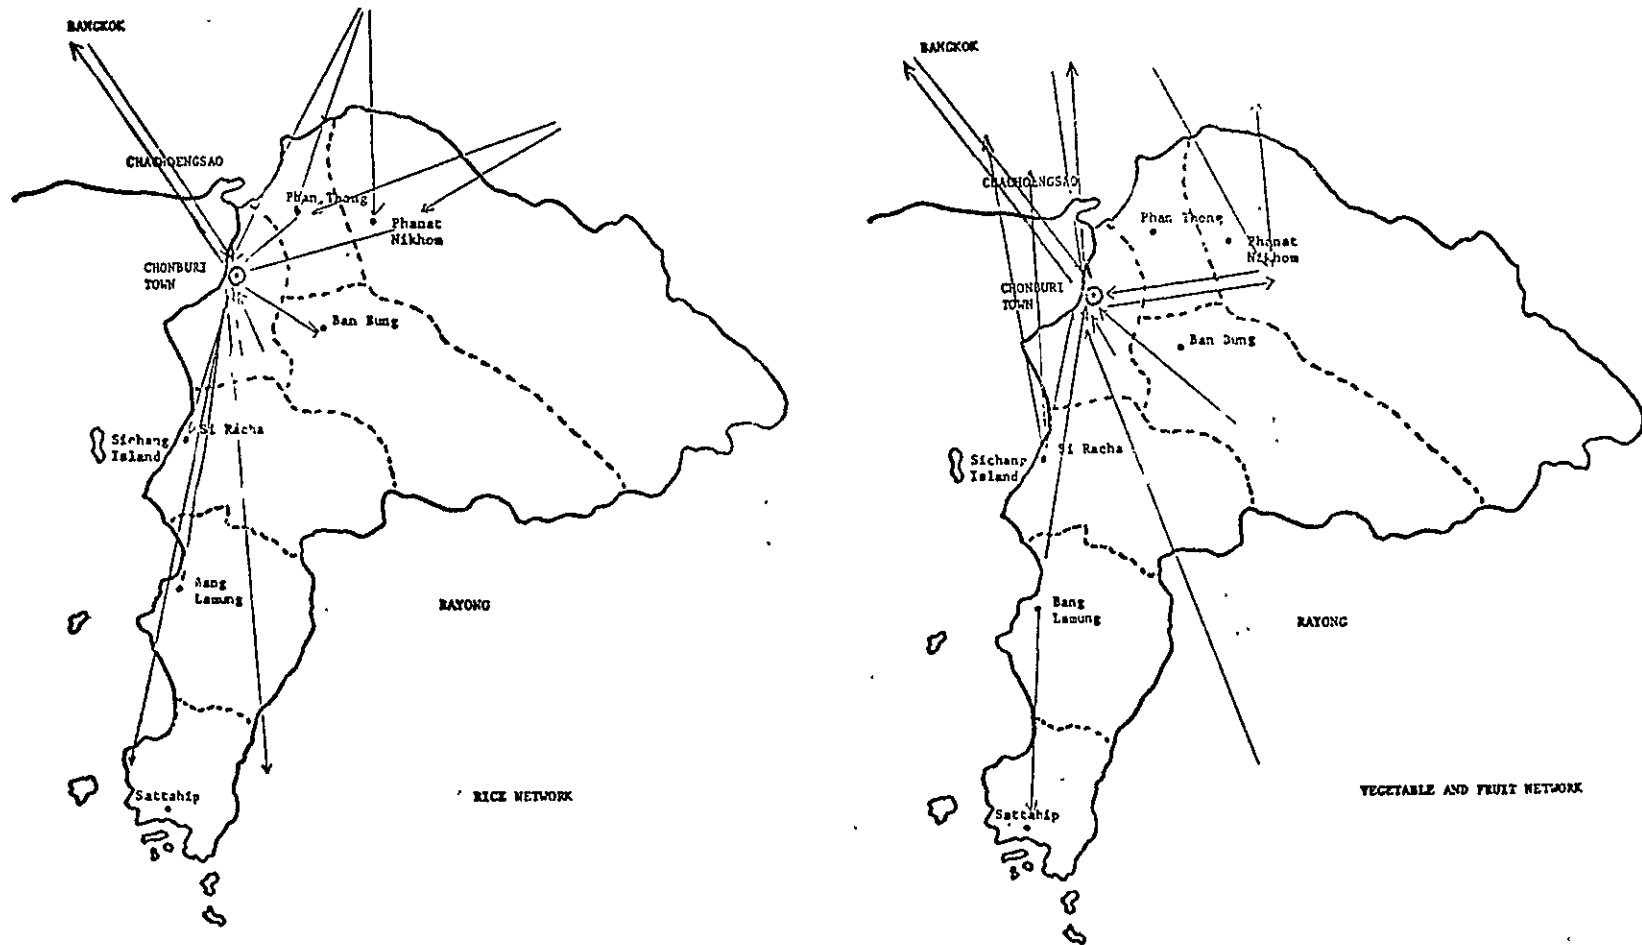 BANGKOK
CHACHOENGSAO
Phan Thong
Phanat
Nikhom
CHONBURI
TOWN
Ban Bung
Si Racha
Sichang
Island
Bang
Lamung
RAYONG
Sattahip
RICE NETWORK
BANGKOK
CHACHOENGSAO
Phan Thong
Phanat
Nikhom
CHONBURI
TOWN
Ban Bung
Si Racha
Sichang
Island
Bang
Lamung
RAYONG
VEGETABLE AND FRUIT NETWORK
Sattahip